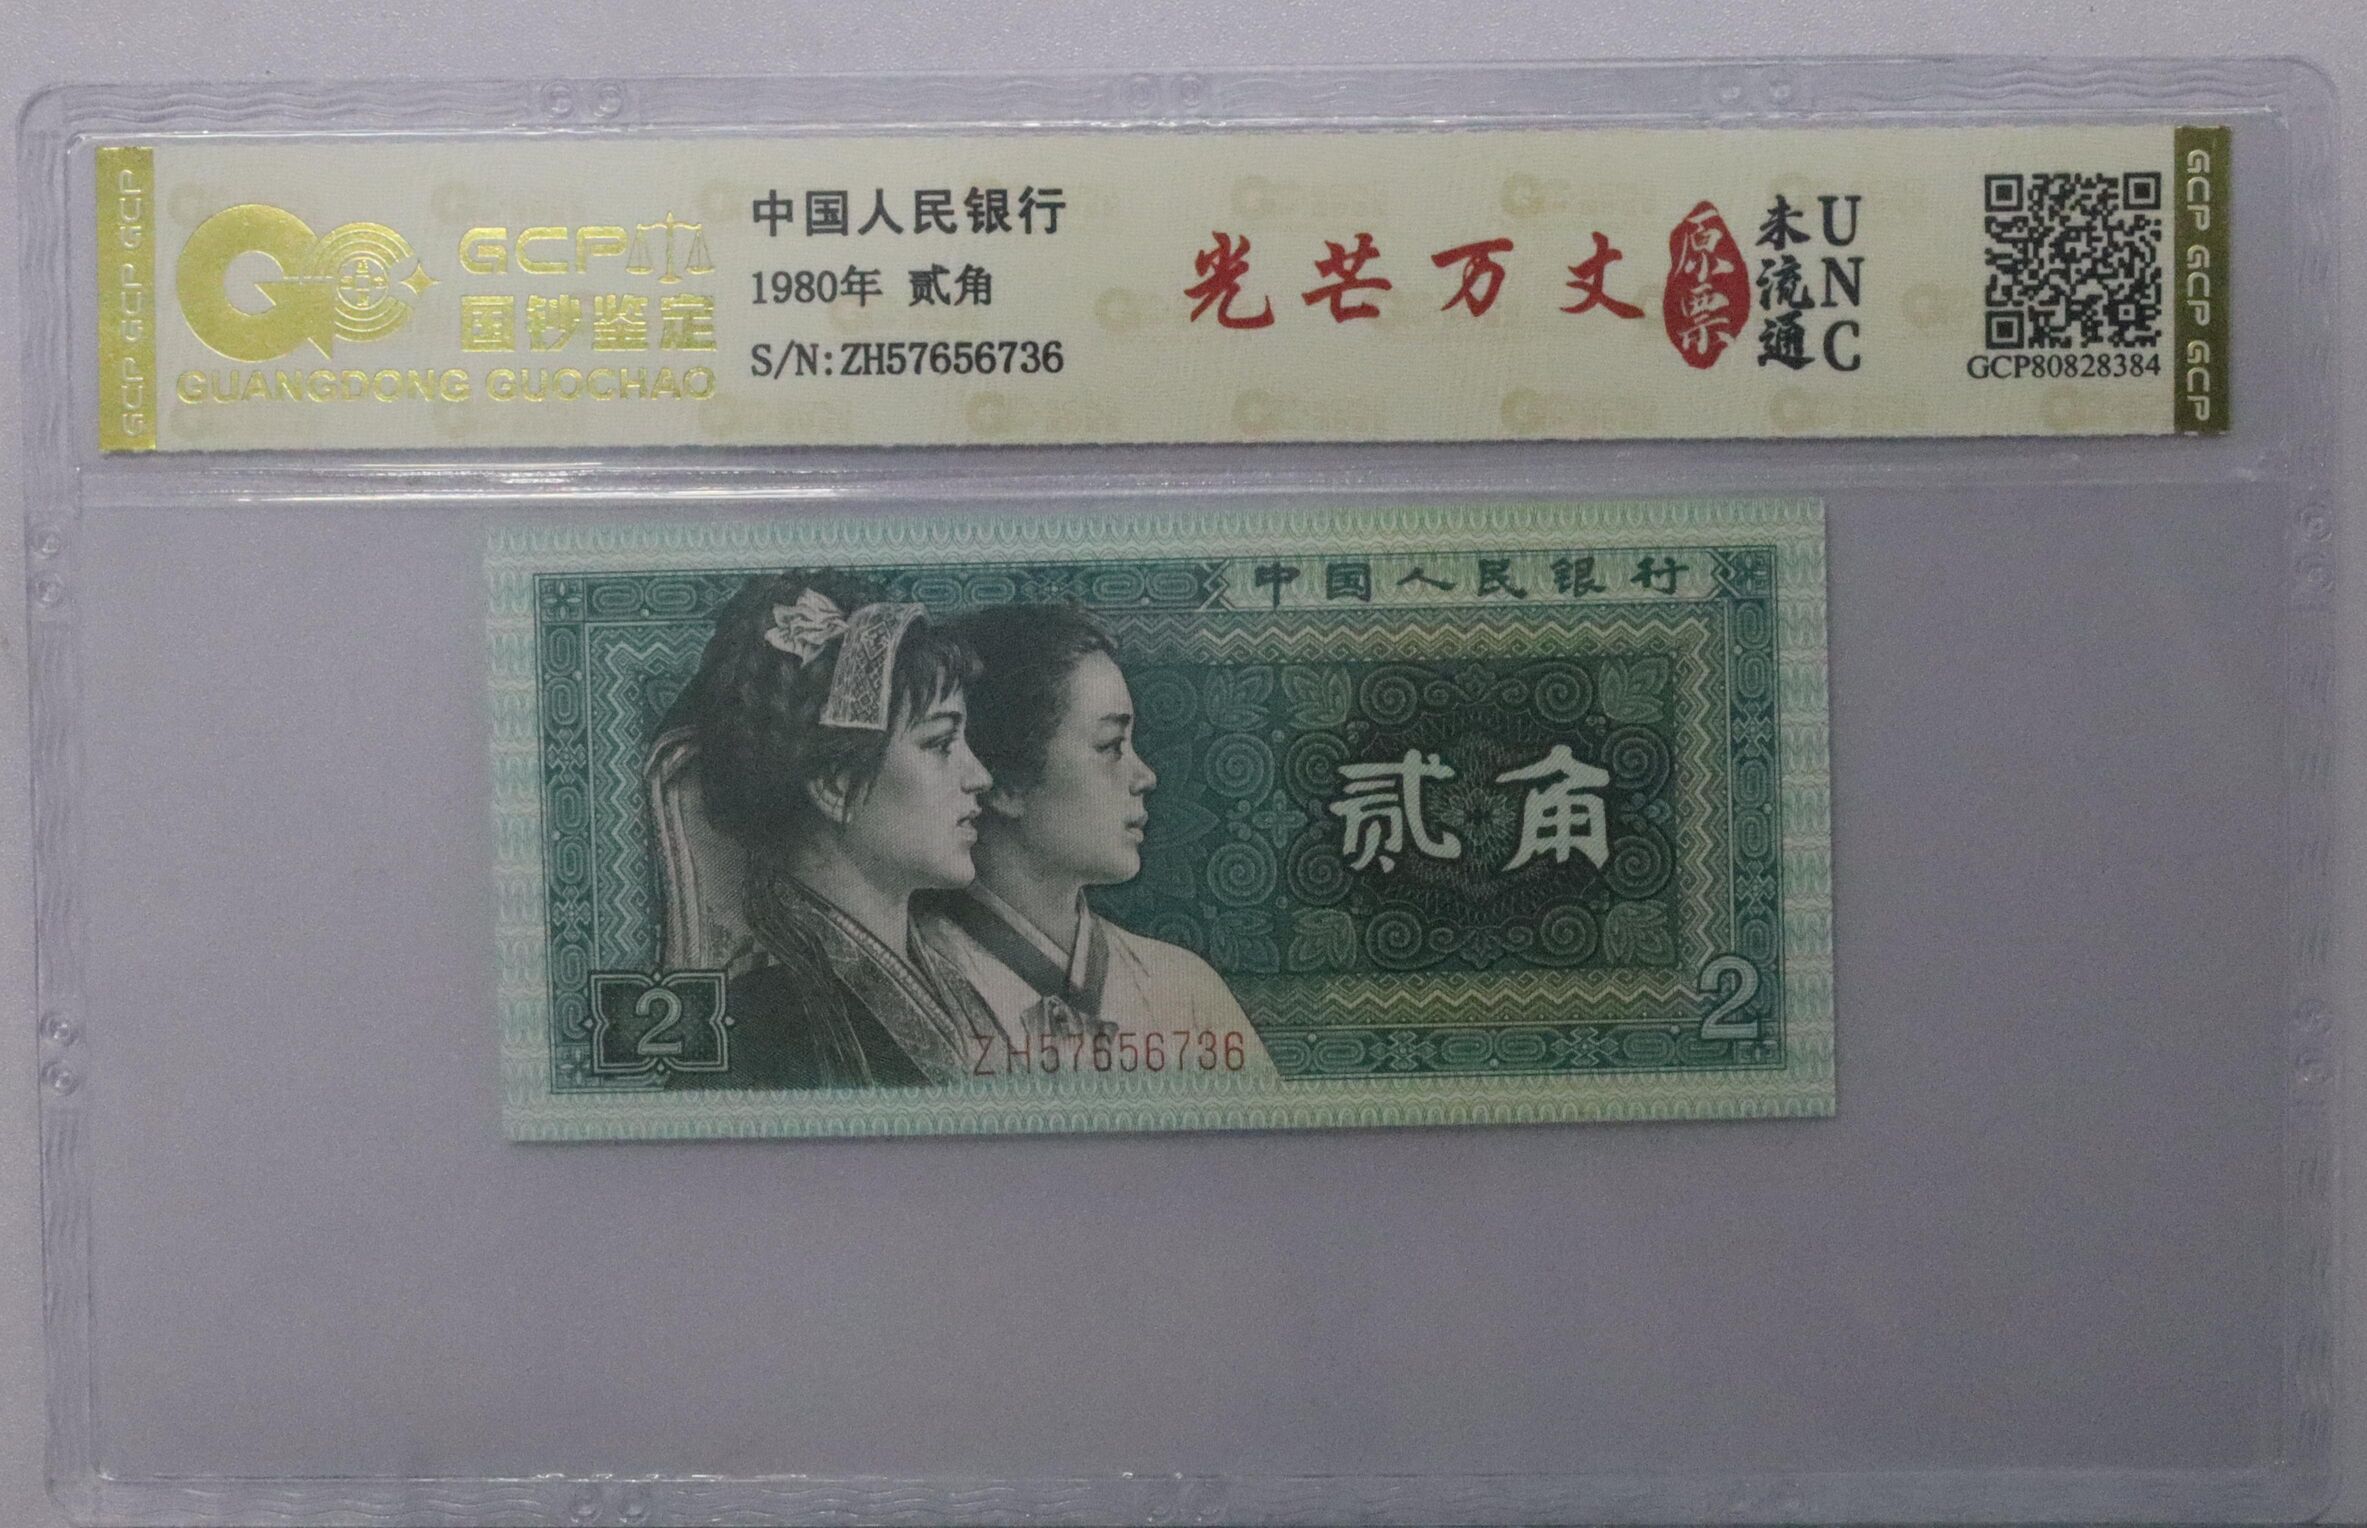 GCP GCP GCP
GCP
国钞鉴定
GUANGDONG GUOCHAO
中国人民银行
1980年 贰角
S/N:ZH57656736
光芒万丈
原票
未流通
UNC
GCP80828384
GCP GCP GCP
中国人民银行
贰角
2
2
ZH57656736